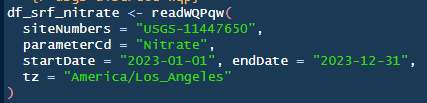 df_srf_nitrate <- readWQPqw(
siteNumbers = "USGS-11447650",
parameterCd = "Nitrate",
startDate = "2023-01-01", endDate = "2023-12-31",
tz = "America/Los_Angeles"
)